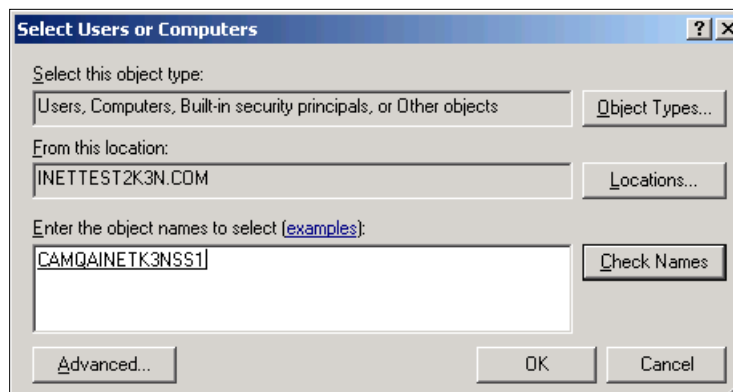 Select Users or Computers
Select this object type:
Users, Computers, Built-in security principals, or Other objects
Object Types...
From this location:
INETTEST2K3N.COM
Locations...
Enter the object names to select (examples):
CAMQAINETK3NSS1
Check Names
Advanced...
OK
Cancel